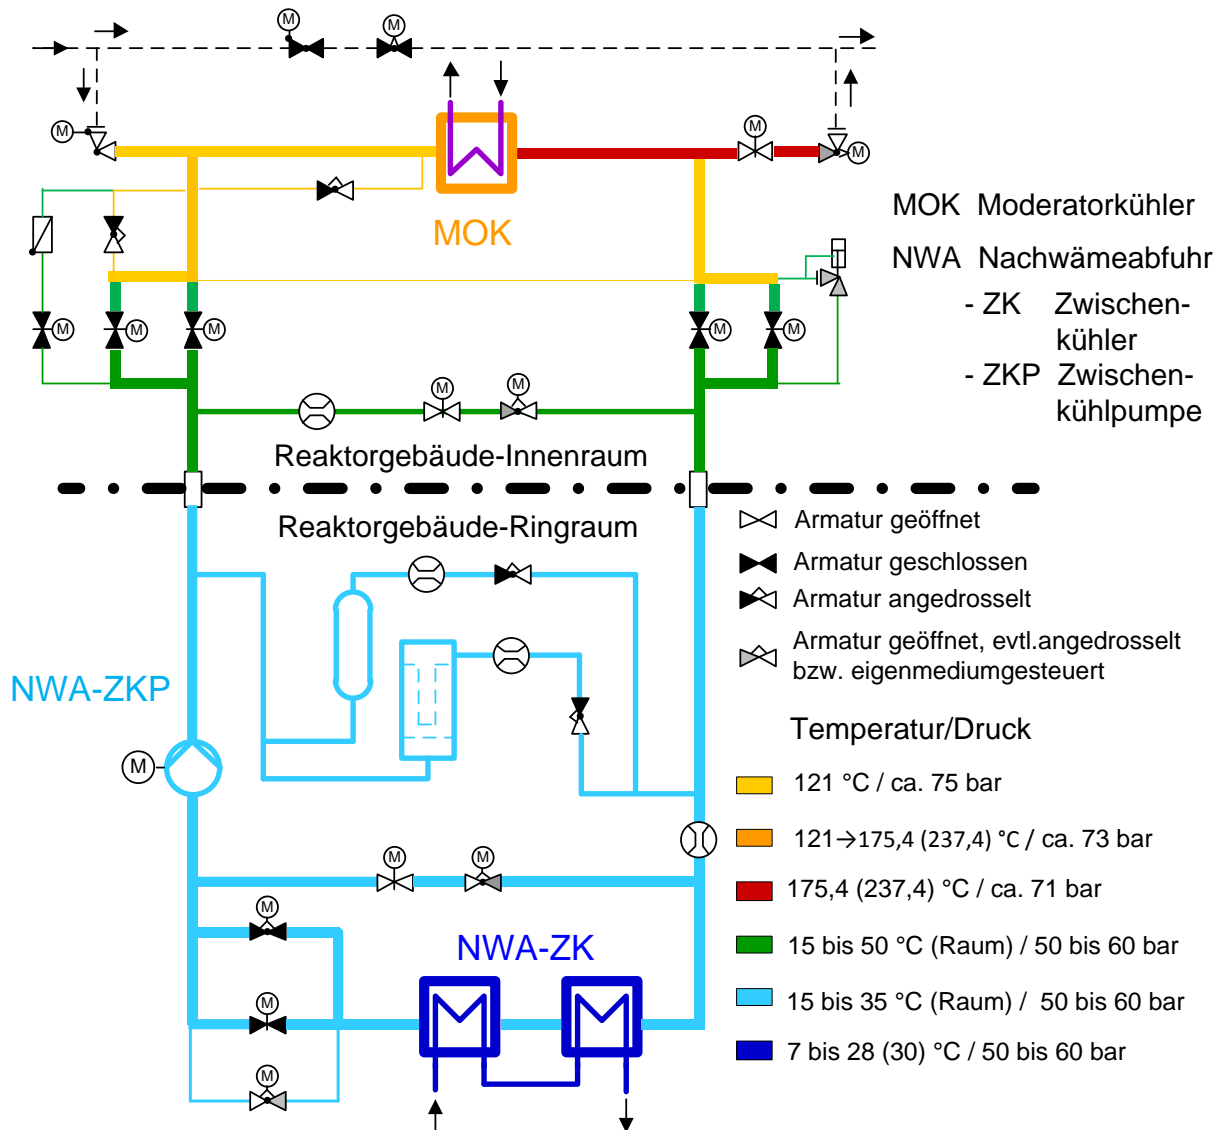 M
M
M
M
M
MOK
MOK Moderatorkühler
NWA Nachwämeabfuhr
- ZK Zwischen-
kühler
- ZKP Zwischen-
kühlpumpe
M
M
M
M
M
M
M
Reaktorgebäude-Innenraum
Reaktorgebäude-Ringraum
Armatur geöffnet
Armatur geschlossen
Armatur angedrosselt
Armatur geöffnet, evtl.angedrosselt
bzw. eigenmediumgesteuert
NWA-ZKP
M
Temperatur/Druck
121 °C / ca. 75 bar
121→175,4 (237,4) °C / ca. 73 bar
175,4 (237,4) °C / ca. 71 bar
15 bis 50 °C (Raum) / 50 bis 60 bar
15 bis 35 °C (Raum) / 50 bis 60 bar
7 bis 28 (30) °C / 50 bis 60 bar
M
M
M
NWA-ZK
M
M